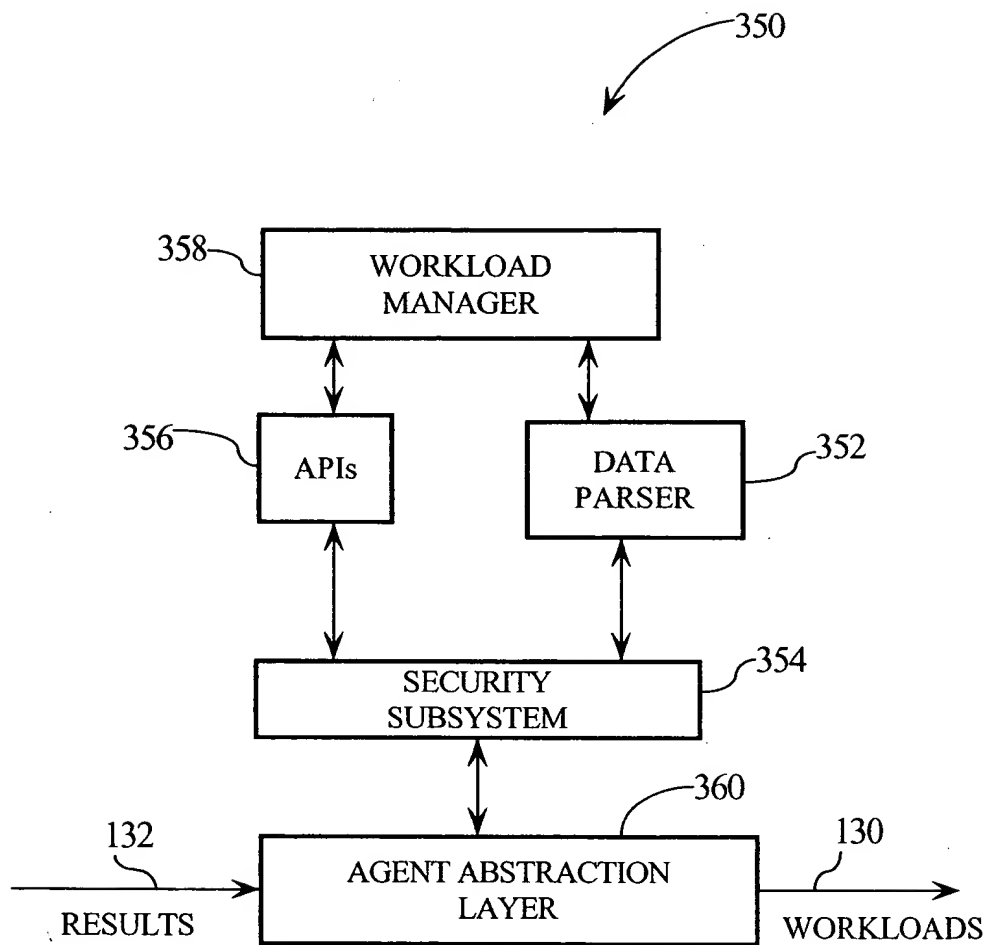 350
358
WORKLOAD
MANAGER
356
APIs
DATA
PARSER
352
SECURITY
SUBSYSTEM
354
360
132
RESULTS
AGENT ABSTRACTION
LAYER
130
WORKLOADS